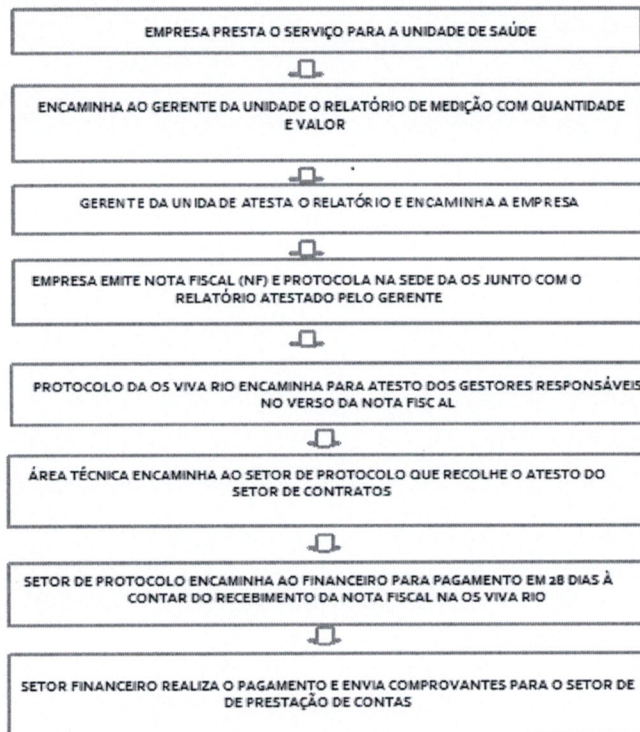 EMPRESA PRESTA O SERVIÇO PARA A UNIDADE DE SAÚDE
ENCAMINHA AO GERENTE DA UNIDADE O RELATÓRIO DE MEDIÇÃO COM QUANTIDADE
E VALOR
GERENTE DA UNIDADE ATESTA O RELATÓRIO E ENCAMINHA A EMPRESA
EMPRESA EMITE NOTA FISCAL (NF) E PROTOCOLA NA SEDE DA OS JUNTO COM O
RELATÓRIO ATESTADO PELO GERENTE
PROTOCOLO DA OS VIVA RIO ENCAMINHA PARA ATESTO DOS GESTORES RESPONSÁVEIS
NO VERSO DA NOTA FISCAL
ÁREA TÉCNICA ENCAMINHA AO SETOR DE PROTOCOLO QUE RECOLHE O ATESTO DO
SETOR DE CONTRATOS
SETOR DE PROTOCOLO ENCAMINHA AO FINANCEIRO PARA PAGAMENTO EM 28 DIAS À
CONTAR DO RECEBIMENTO DA NOTA FISCAL NA OS VIVA RIO
SETOR FINANCEIRO REALIZA O PAGAMENTO E ENVIA COMPROVANTES PARA O SETOR DE
DE PRESTAÇÃO DE CONTAS